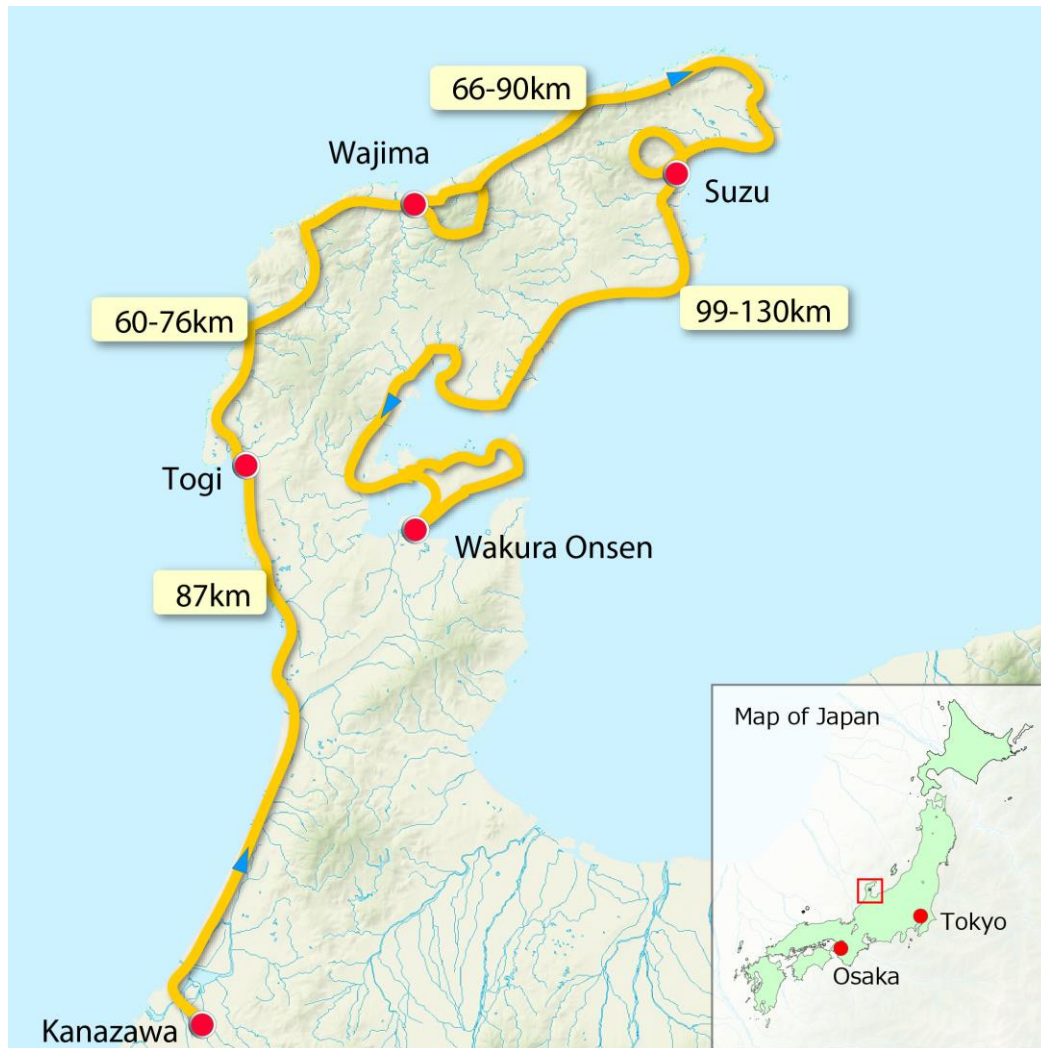 66-90km
Wajima
Suzu
60-76km
99-130km
Togi
Wakura Onsen
87km
Map of Japan
Tokyo
Osaka
Kanazawa